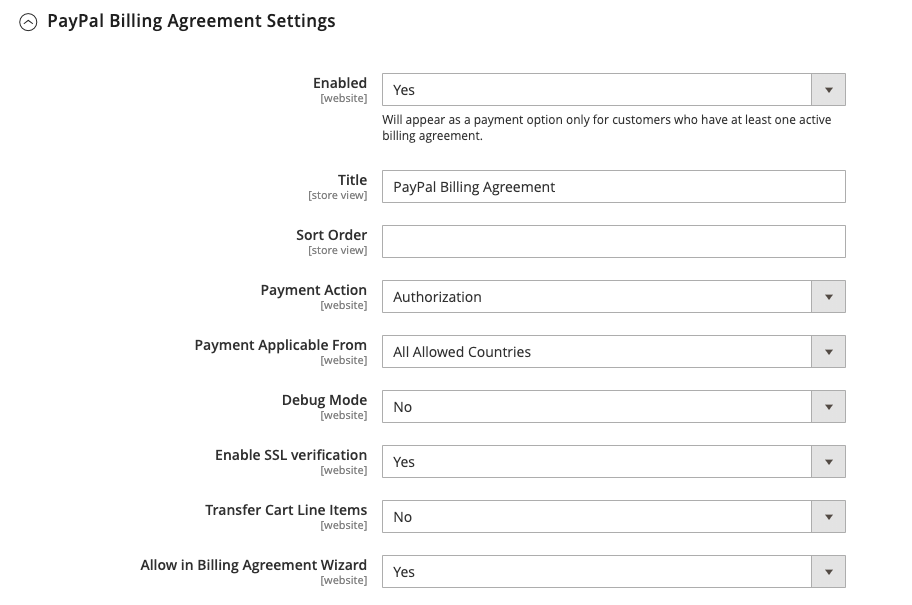 PayPal Billing Agreement Settings
Enabled
[website]
Yes
Will appear as a payment option only for customers who have at least one active
billing agreement.
Title
[store view]
PayPal Billing Agreement
Sort Order
[store view]
Payment Action
[website]
Authorization
Payment Applicable From
[website]
All Allowed Countries
Debug Mode
[website]
No
Enable SSL verification
[website]
Yes
Transfer Cart Line Items
[website]
No
Allow in Billing Agreement Wizard
[website]
Yes